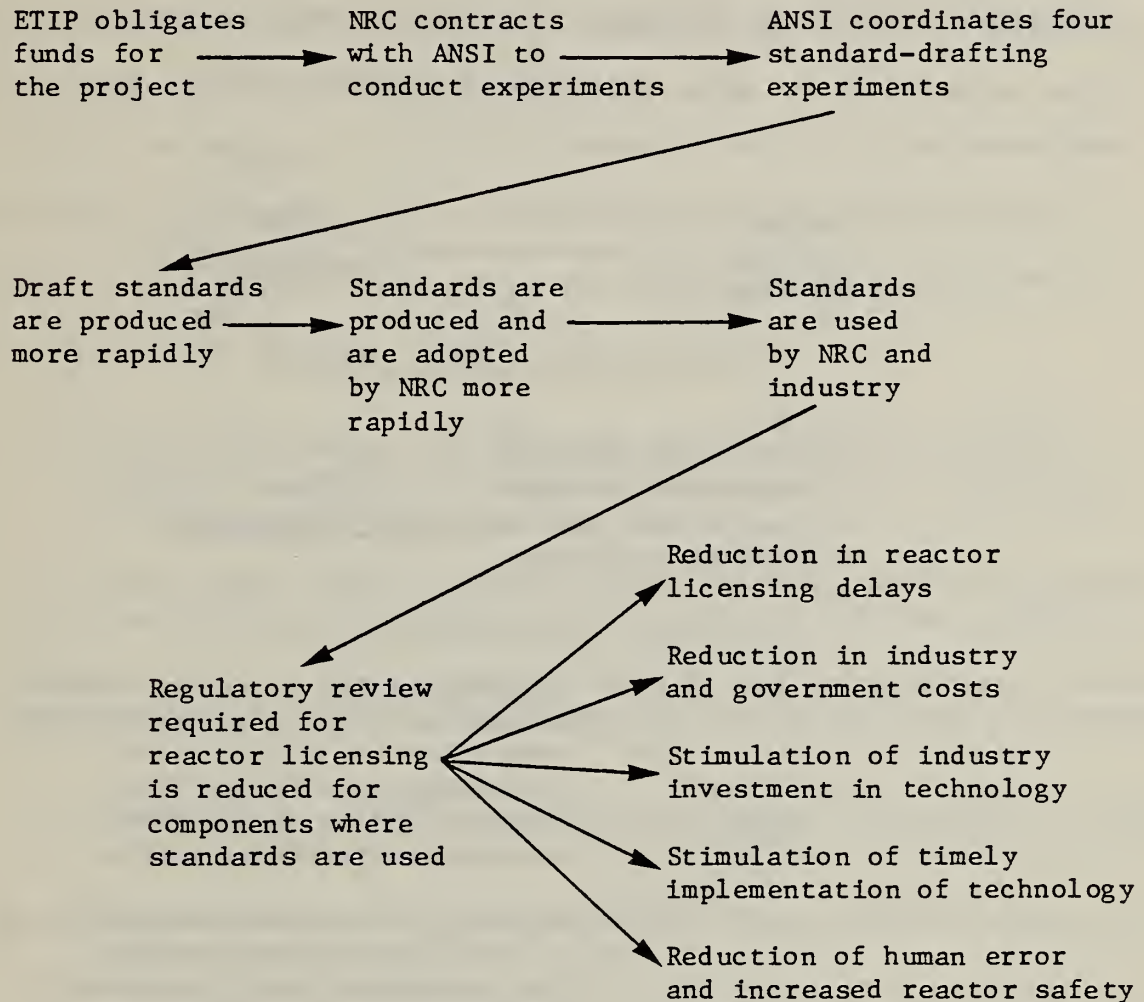 ETIP obligates
funds for
the project
NRC contracts
with ANSI to
conduct experiments
ANSI coordinates four
standard-drafting
experiments
Draft standards
are produced
more rapidly
Standards are
produced and
are adopted
by NRC more
rapidly
Standards
are used
by NRC and
industry
Regulatory review
required for
reactor licensing
is reduced for
components where
standards are used
Reduction in reactor
licensing delays
Reduction in industry
and government costs
Stimulation of industry
investment in technology
Stimulation of timely
implementation of technology
Reduction of human error
and increased reactor safety